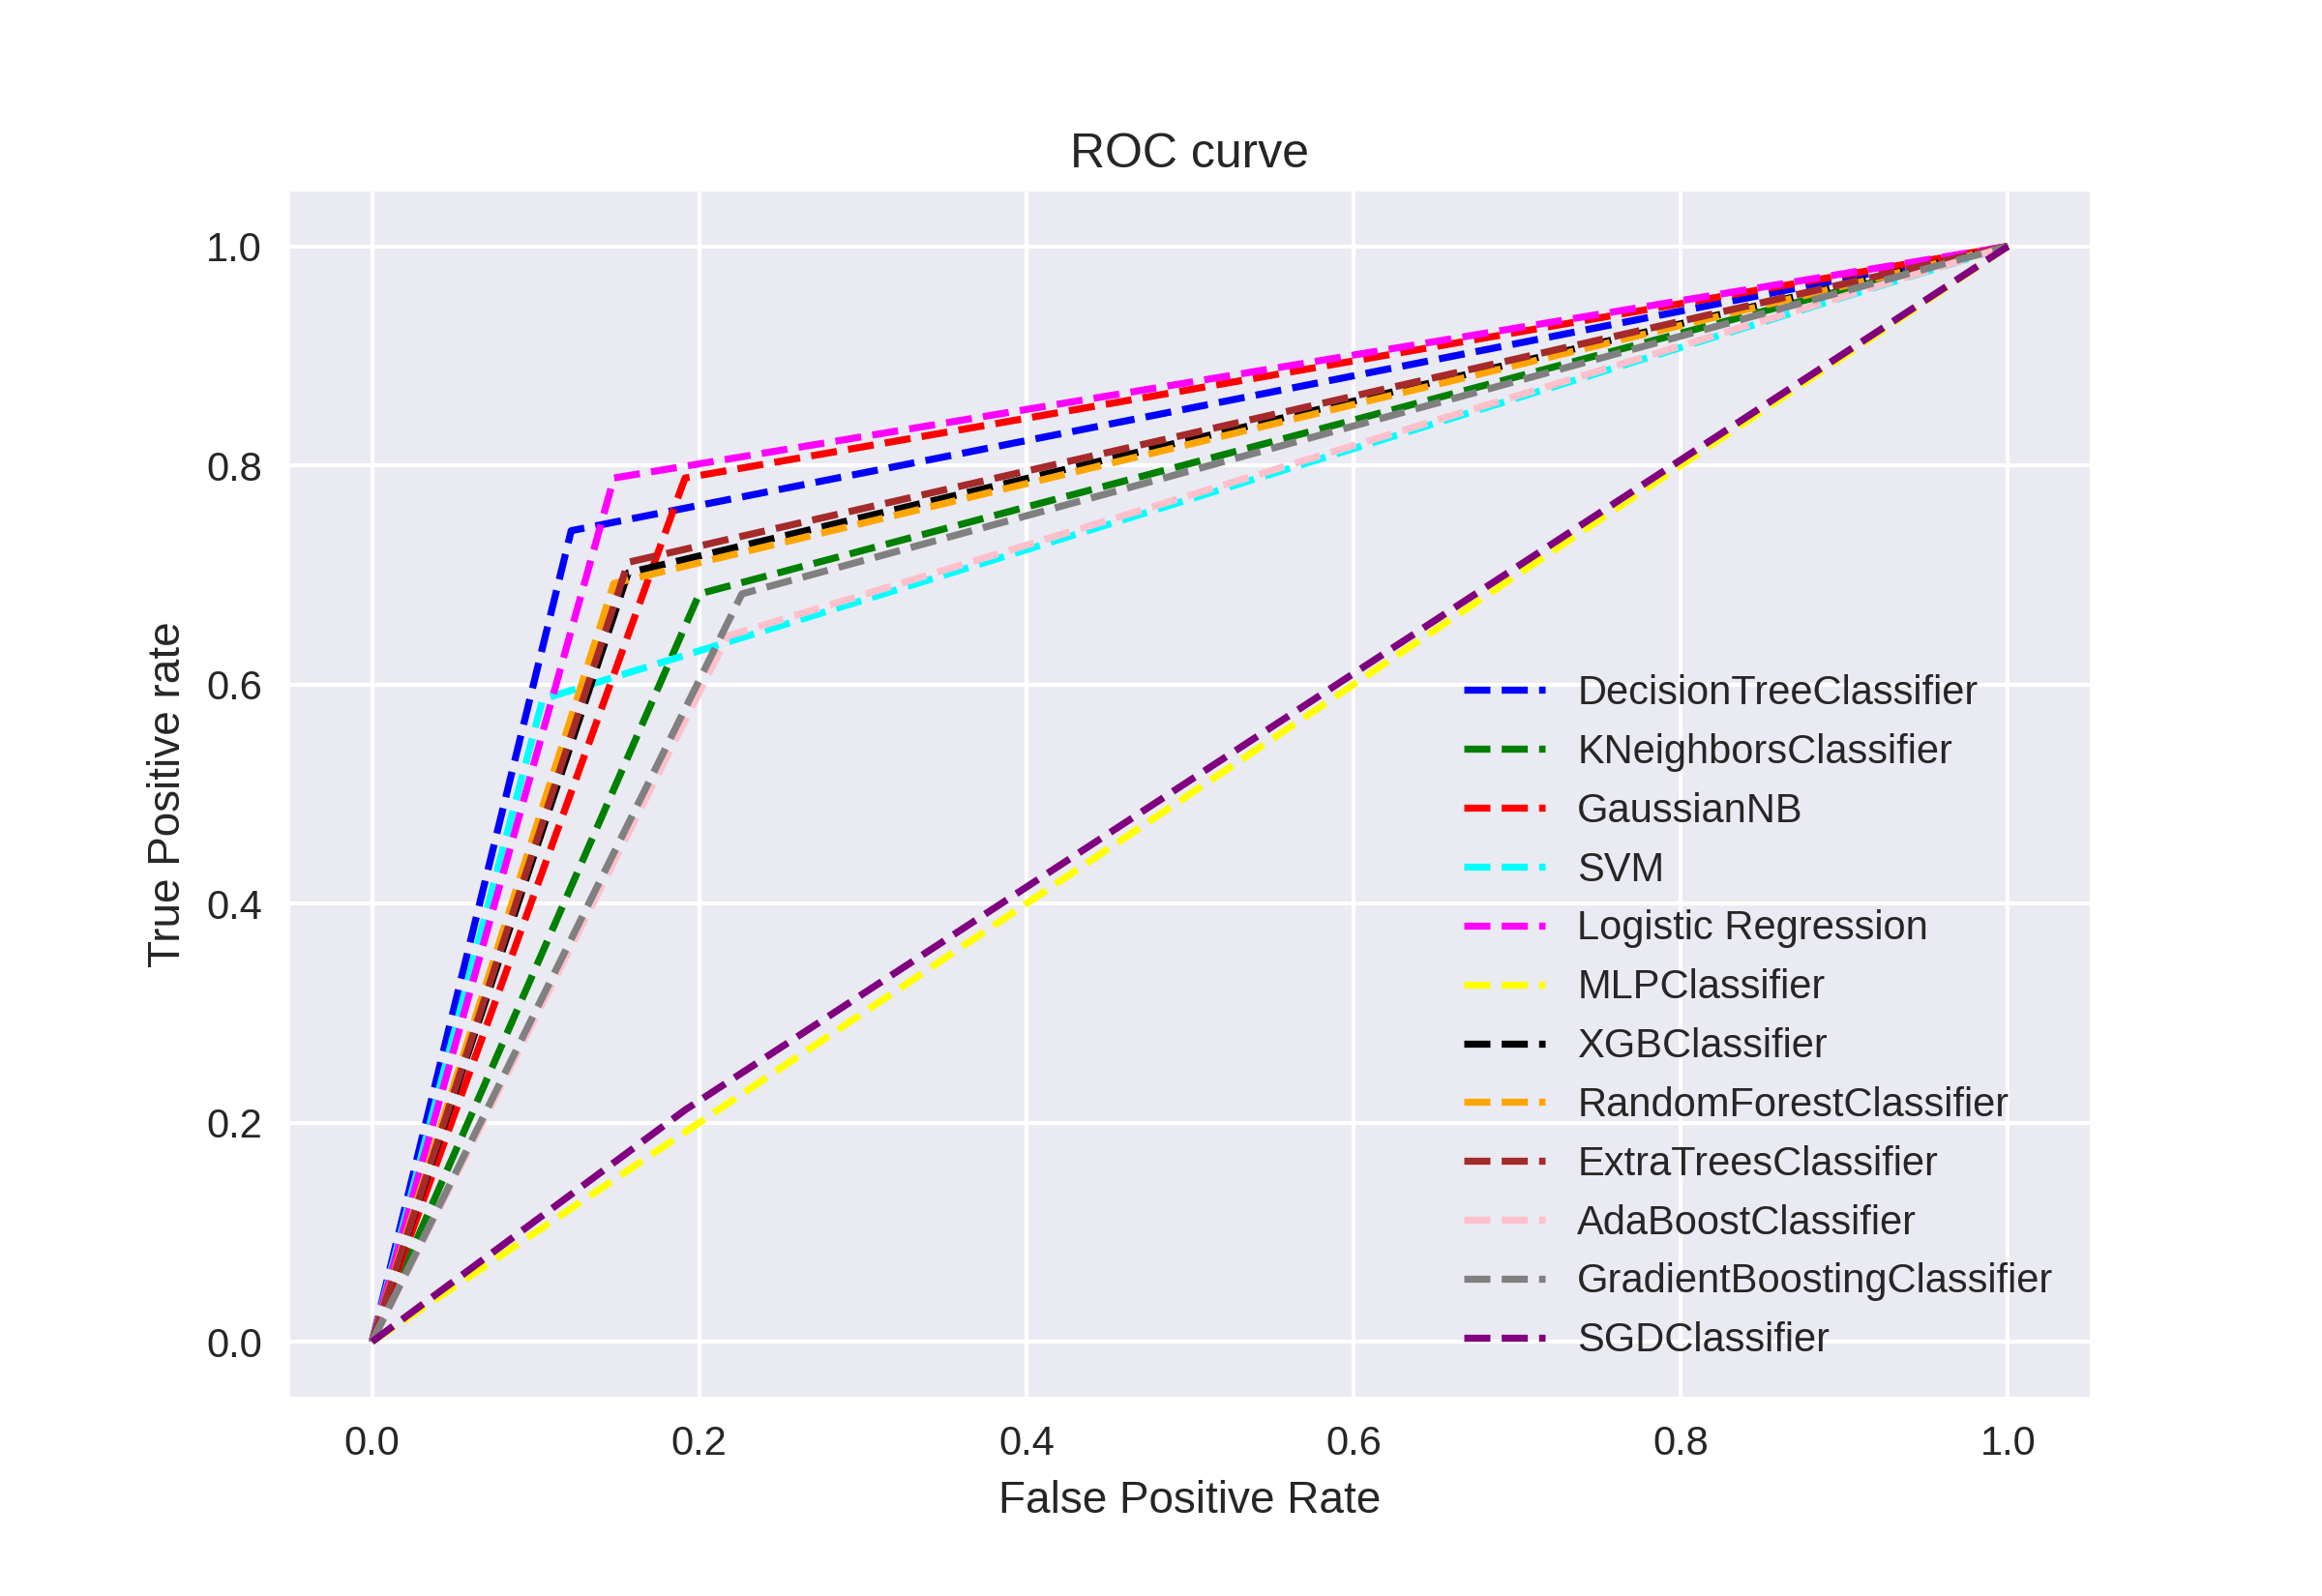 ROC curve
1.0
0.8
0.6
0.4
0.2
0.0
True Positive rate
DecisionTreeClassifier
KNeighborsClassifier
GaussianNB
SVM
Logistic Regression
MLPClassifier
XGBClassifier
RandomForestClassifier
ExtraTreesClassifier
AdaBoostClassifier
GradientBoostingClassifier
SGDClassifier
0.0 0.2 0.4 0.6 0.8 1.0
False Positive Rate